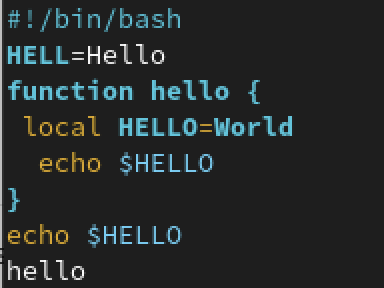 #!/bin/bash
HELL=Hello
function hello {
 local HELLO=World
  echo $HELLO
}
echo $HELLO
hello